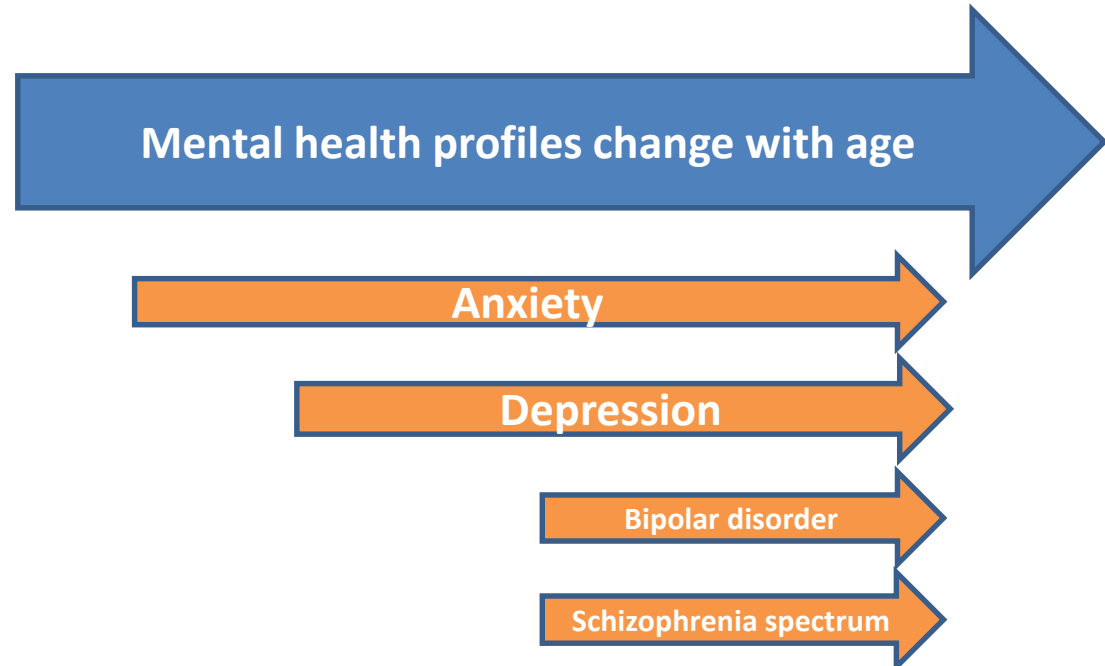 Mental health profiles change with age
Anxiety
Depression
Bipolar disorder
Schizophrenia spectrum